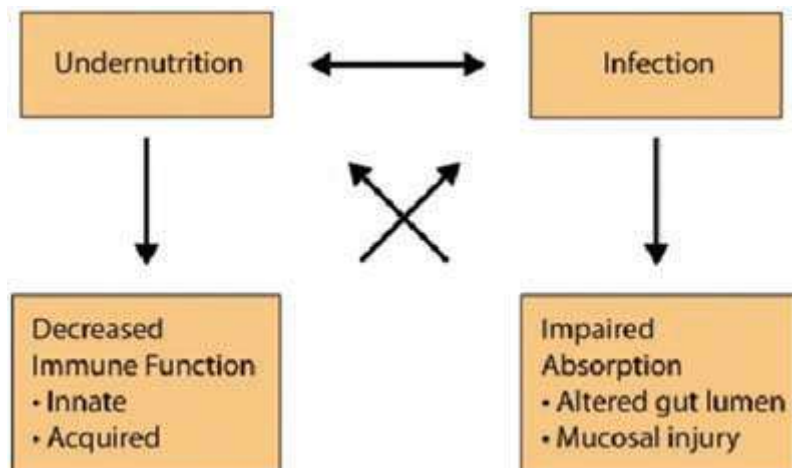 Undernutrition
Infection
Decreased
Immune Function
• Innate
• Acquired
Impaired
Absorption
• Altered gut lumen
• Mucosal injury